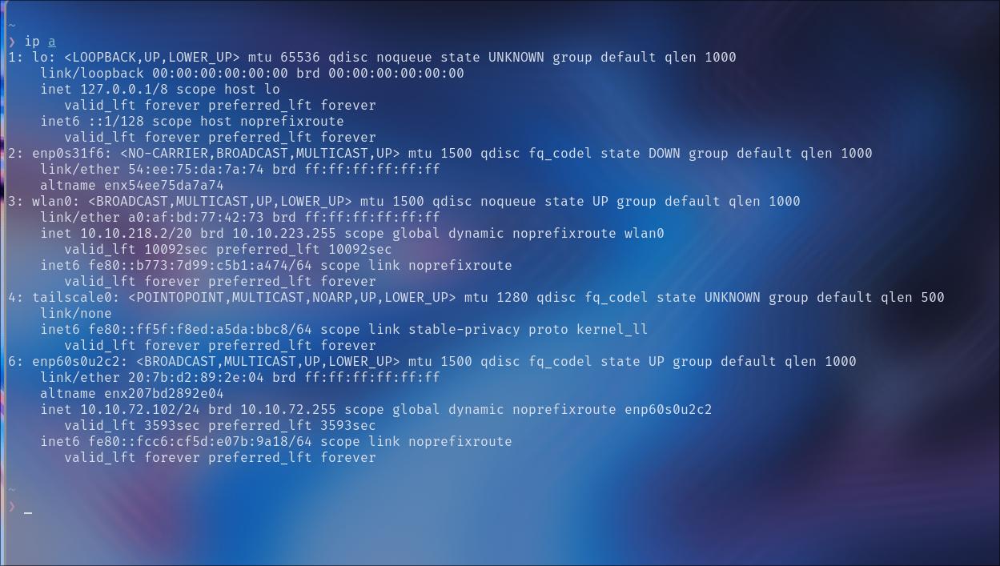 ~
❯ ip a
1: lo: <LOOPBACK,UP,LOWER_UP> mtu 65536 qdisc noqueue state UNKNOWN group default qlen 1000
    link/loopback 00:00:00:00:00:00 brd 00:00:00:00:00:00
    inet 127.0.0.1/8 scope host lo
       valid_lft forever preferred_lft forever
    inet6 ::1/128 scope host noprefixroute
       valid_lft forever preferred_lft forever
2: enp0s31f6: <NO-CARRIER,BROADCAST,MULTICAST,UP> mtu 1500 qdisc fq_codel state DOWN group default qlen 1000
    link/ether 54:ee:75:da:7a:74 brd ff:ff:ff:ff:ff:ff
    altname enx54ee75da7a74
3: wlan0: <BROADCAST,MULTICAST,UP,LOWER_UP> mtu 1500 qdisc noqueue state UP group default qlen 1000
    link/ether a0:af:bd:77:42:73 brd ff:ff:ff:ff:ff:ff
    inet 10.10.218.2/20 brd 10.10.223.255 scope global dynamic noprefixroute wlan0
       valid_lft 10092sec preferred_lft 10092sec
    inet6 fe80::b773:7d99:c5b1:a474/64 scope link noprefixroute
       valid_lft forever preferred_lft forever
4: tailscale0: <POINTOPOINT,MULTICAST,NOARP,UP,LOWER_UP> mtu 1280 qdisc fq_codel state UNKNOWN group default qlen 500
    link/none
    inet6 fe80::ff5f:f8ed:a5da:bbc8/64 scope link stable-privacy proto kernel_ll
       valid_lft forever preferred_lft forever
6: enp60s0u2c2: <BROADCAST,MULTICAST,UP,LOWER_UP> mtu 1500 qdisc fq_codel state UP group default qlen 1000
    link/ether 20:7b:d2:89:2e:04 brd ff:ff:ff:ff:ff:ff
    altname enx207bd2892e04
    inet 10.10.72.102/24 brd 10.10.72.255 scope global dynamic noprefixroute enp60s0u2c2
       valid_lft 3593sec preferred_lft 3593sec
    inet6 fe80::fcc6:cf5d:e07b:9a18/64 scope link noprefixroute
       valid_lft forever preferred_lft forever
~
❯ _